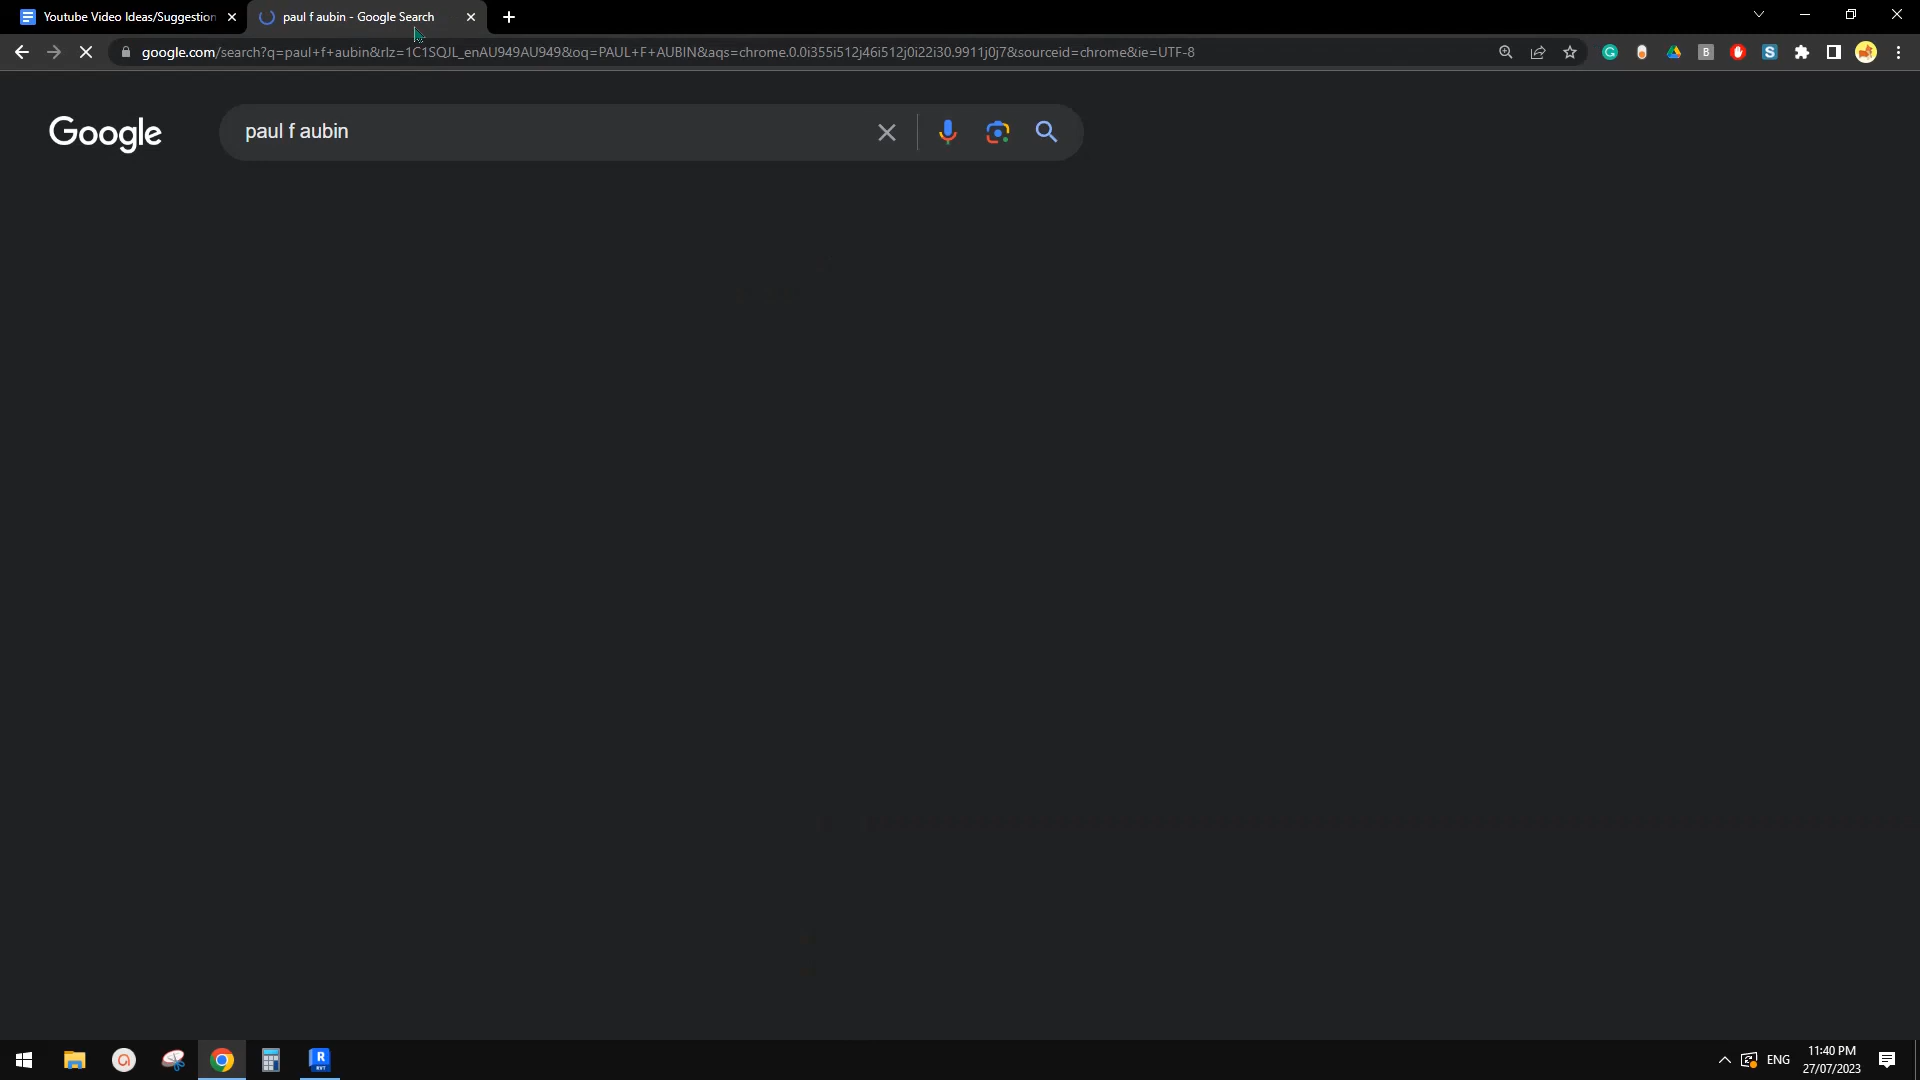 Youtube Video Ideas/Suggestion
paul f aubin - Google Search
google.com/search?q=paul+f+aubin&rlz=1C1SQJL_enAU949AU949&oq=PAUL+F+AUBIN&aqs=chrome.0.0i355i512j46i512j0i22i30.9911j0j7&sourceid=chrome&ie=UTF-8
Google
paul f aubin
ENG
11:40 PM
27/07/2023